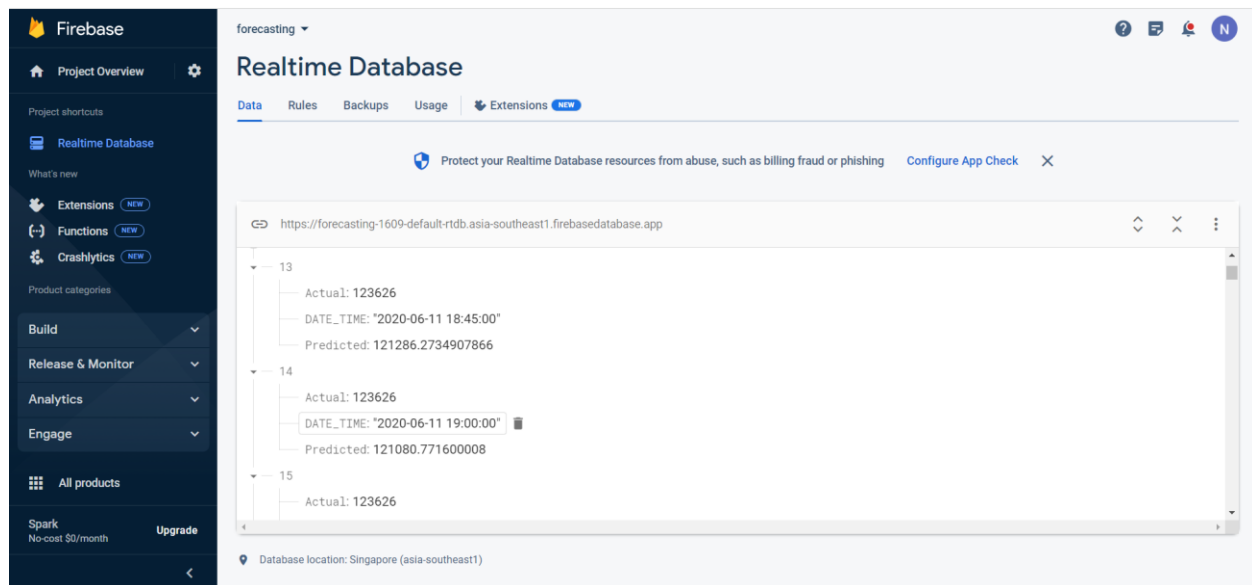 Firebase
Project Overview
Project shortcuts
Realtime Database
What's new
Extensions NEW
Functions NEW
Crashlytics NEW
Product categories
Build
Release & Monitor
Analytics
Engage
All products
Spark
No-cost $0/month
Upgrade
forecasting
N
Realtime Database
Data Rules Backups Usage Extensions NEW
Protect your Realtime Database resources from abuse, such as billing fraud or phishing Configure App Check
https://forecasting-1609-default-rtdb.asia-southeast1.firebasedatabase.app
13
Actual: 123626
DATE_TIME: "2020-06-11 18:45:00"
Predicted: 121286.2734907866
14
Actual: 123626
DATE_TIME: "2020-06-11 19:00:00"
Predicted: 121080.771600008
15
Actual: 123626
Database location: Singapore (asia-southeast1)